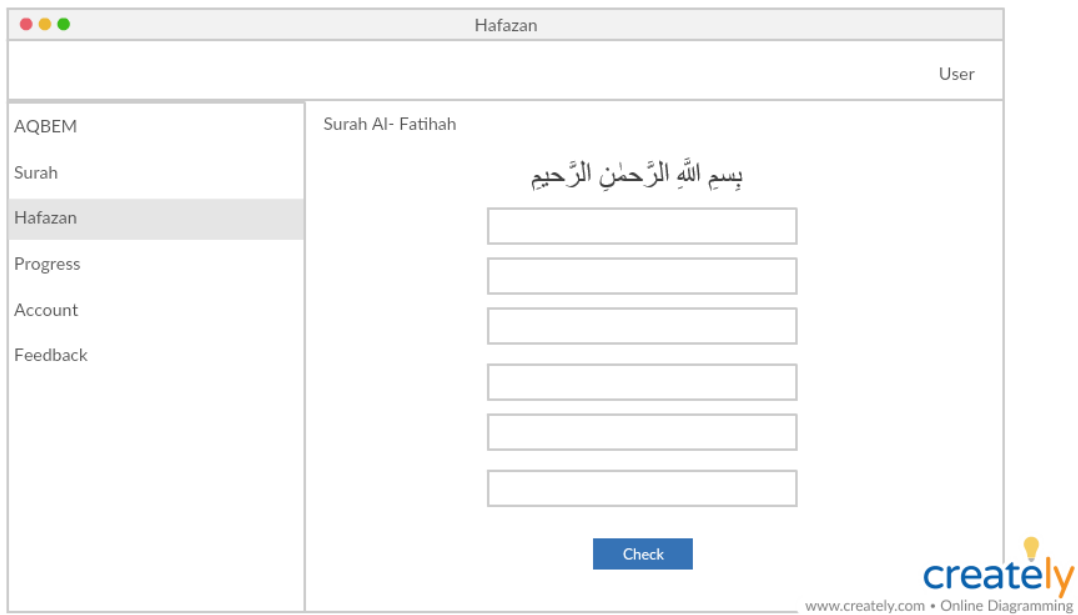 Hafazan
User
AQBEM
Surah
Hafazan
Progress
Account
Feedback
Surah Al- Fatihah
بِسمِ اللَّهِ الرَّحمٰنِ الرَّحيمِ
Check
creately
www.creately.com • Online Diagramming